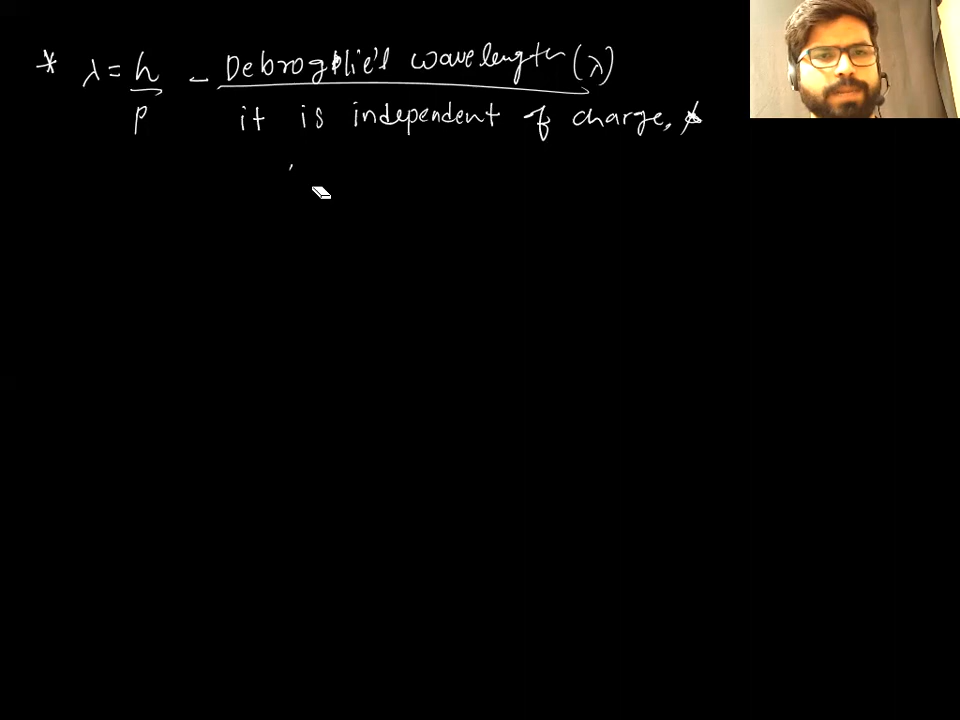 * λ = h/p - Debroglie's wavelength (λ)
it is independent of charge,